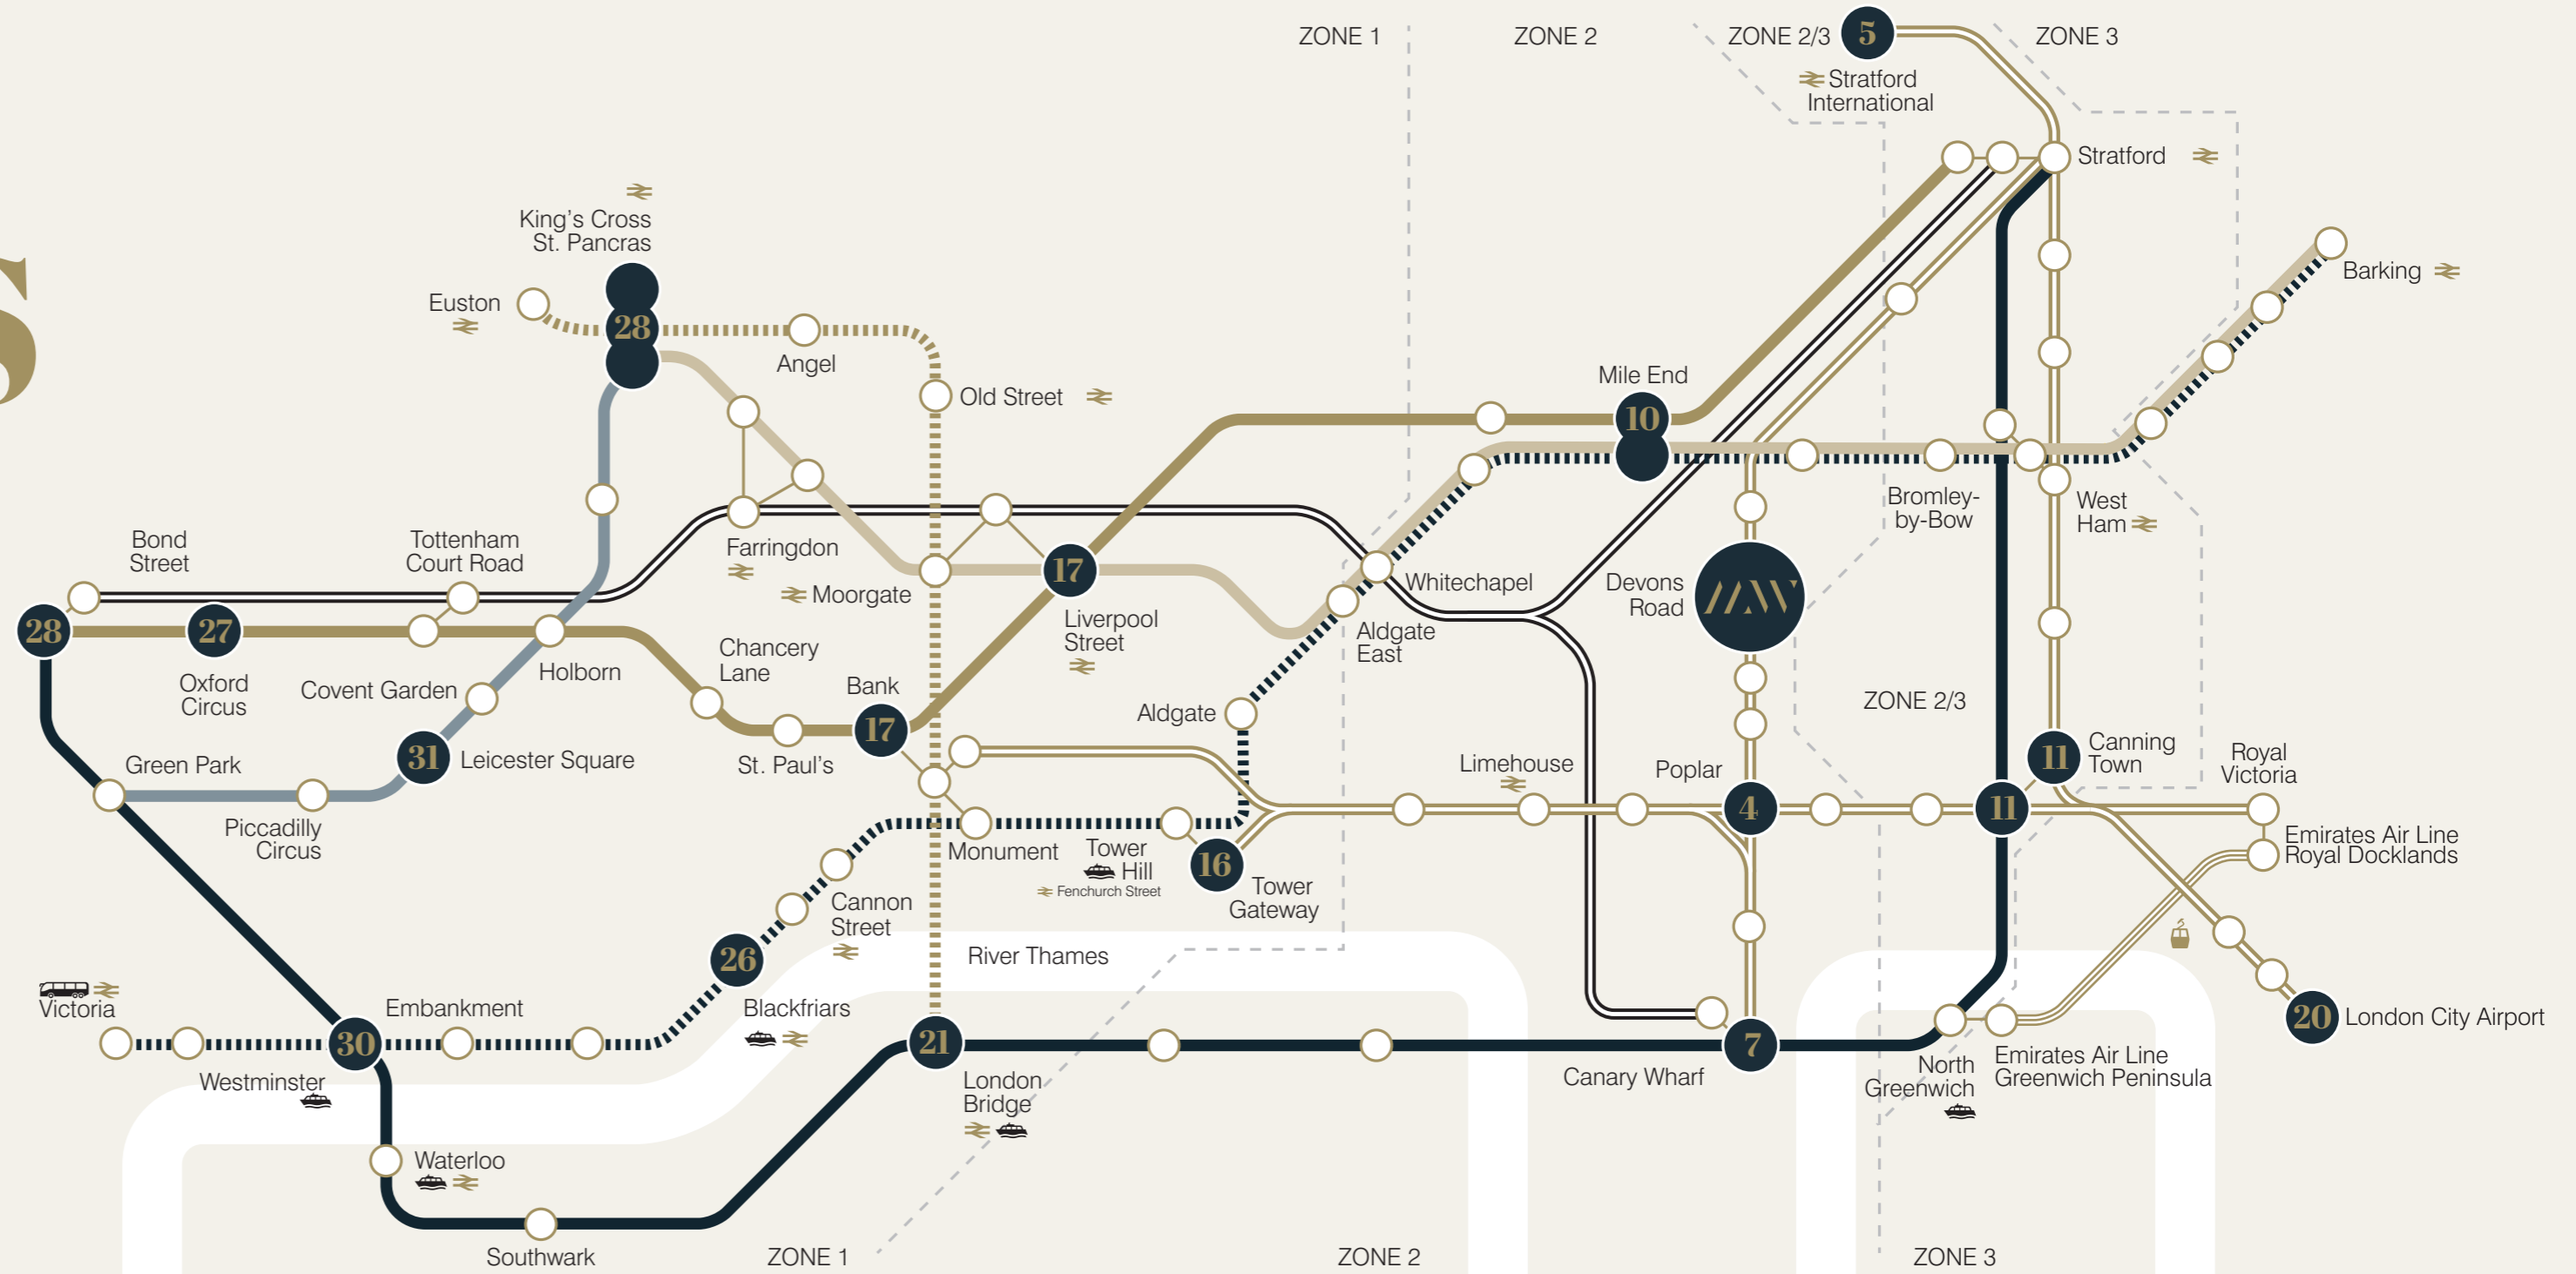 ZONE 1
ZONE 2
ZONE 2/3
5
ZONE 3
Stratford
International
Stratford
King's Cross
St. Pancras
Barking
Euston
28
Angel
Old Street
Mile End
10
Bromley-
by-Bow
West
Ham
Bond
Street
Tottenham
Court Road
Farringdon
Moorgate
17
Whitechapel
Devons
Road
Liverpool
Street
Aldgate
East
28
27
Oxford
Circus
Holborn
Chancery
Lane
Covent Garden
Bank
17
Aldgate
ZONE 2/3
31
Leicester Square
St. Paul's
Green Park
Piccadilly
Circus
Limehouse
Poplar
4
11
11
Canning
Town
Royal
Victoria
Emirates Air Line
Royal Docklands
Monument
Tower
Hill
Fenchurch Street
16
Tower
Gateway
Cannon
Street
26
Blackfriars
River Thames
Victoria
Embankment
30
Westminster
21
London
Bridge
Canary Wharf
7
North
Greenwich
Emirates Air Line
Greenwich Peninsula
20
London City Airport
Waterloo
Southwark
ZONE 1
ZONE 2
ZONE 3